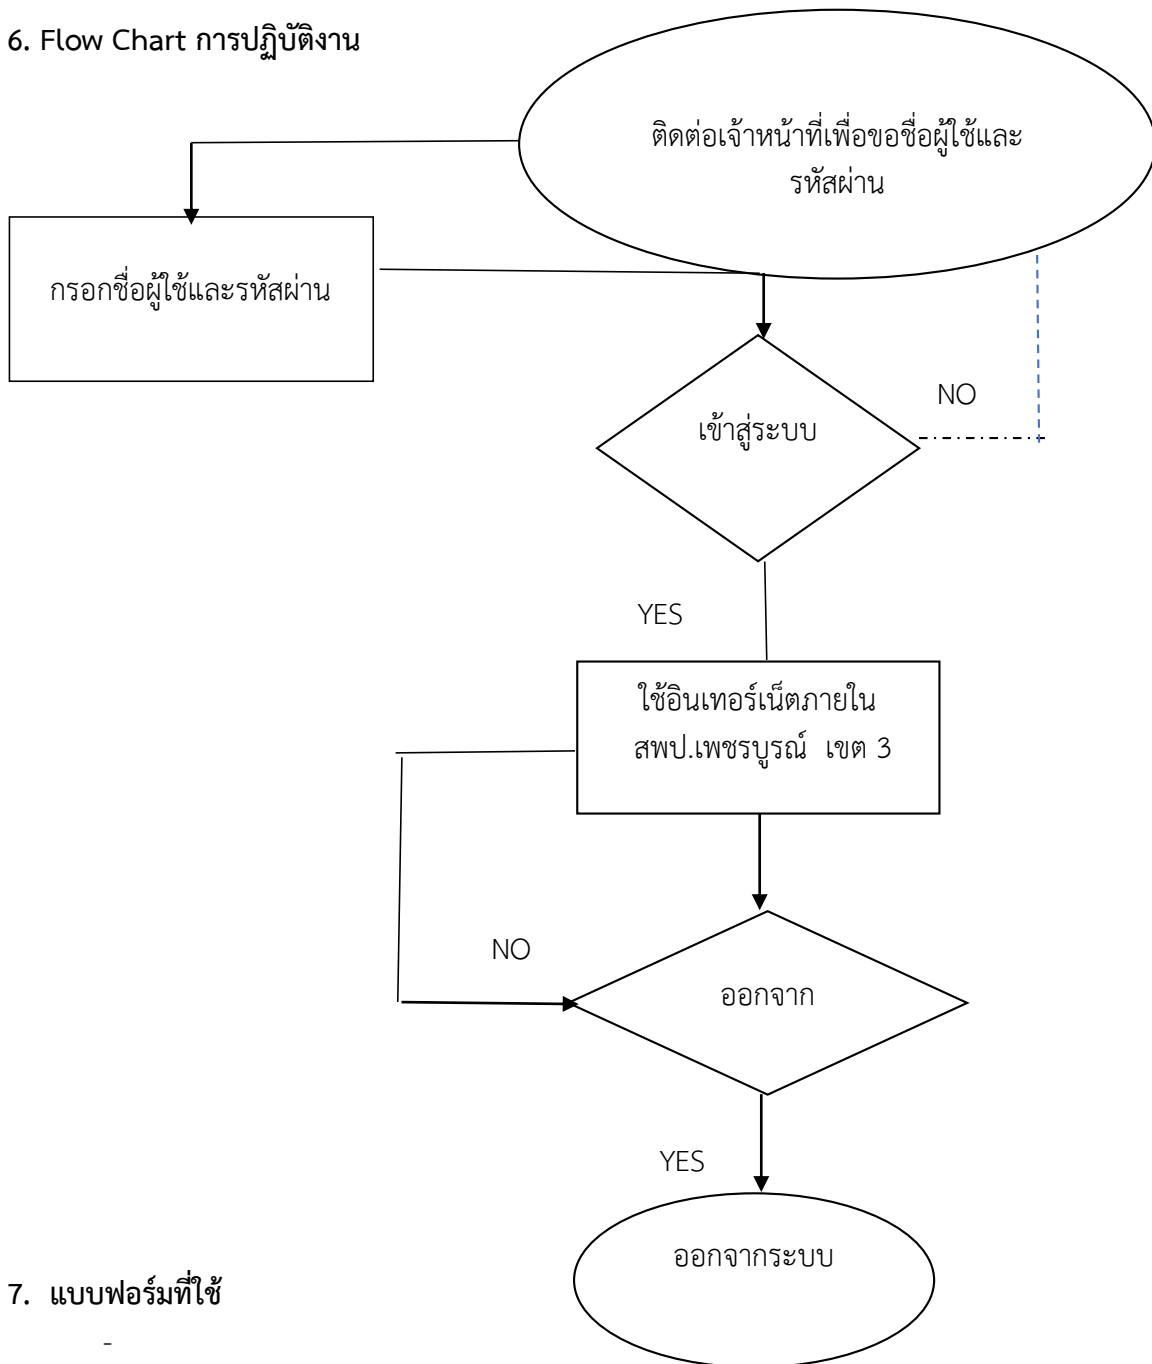 6. Flow Chart การปฏิบัติงาน
ติดต่อเจ้าหน้าที่เพื่อขอชื่อผู้ใช้และ
รหัสผ่าน
กรอกชื่อผู้ใช้และรหัสผ่าน
NO
เข้าสู่ระบบ
YES
ใช้อินเทอร์เน็ตภายใน
สพป.เพชรบูรณ์ เขต 3
NO
ออกจาก
YES
ออกจากระบบ
7. แบบฟอร์มที่ใช้
-